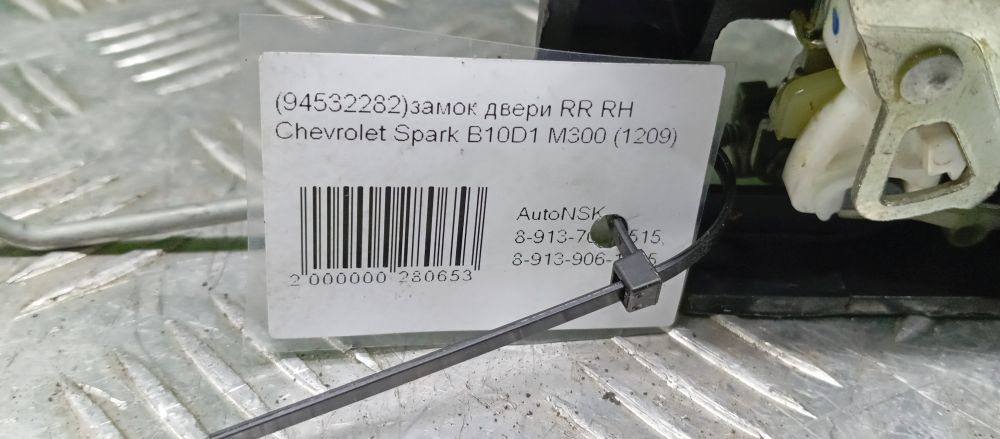 (94532282)замок двери RR RH
Chevrolet Spark B10D1 M300 (1209)
AutoNSK
2 000000 280653